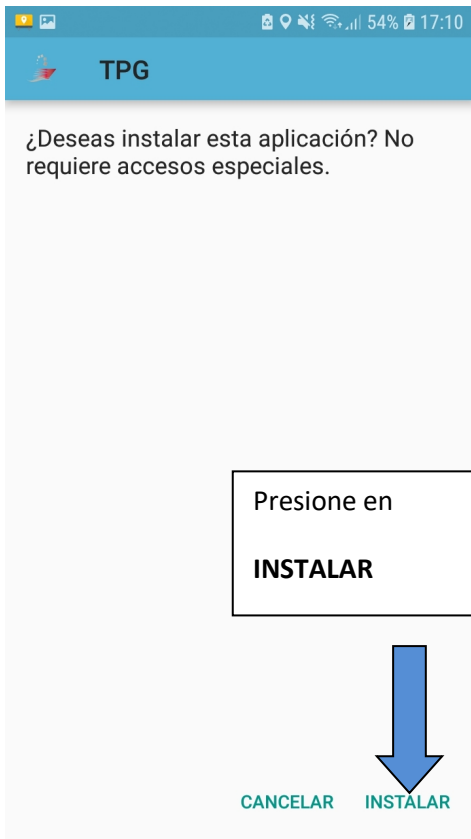 54% 17:10
TPG
¿Deseas instalar esta aplicación? No
requiere accesos especiales.
Presione en
INSTALAR
CANCELAR INSTALAR